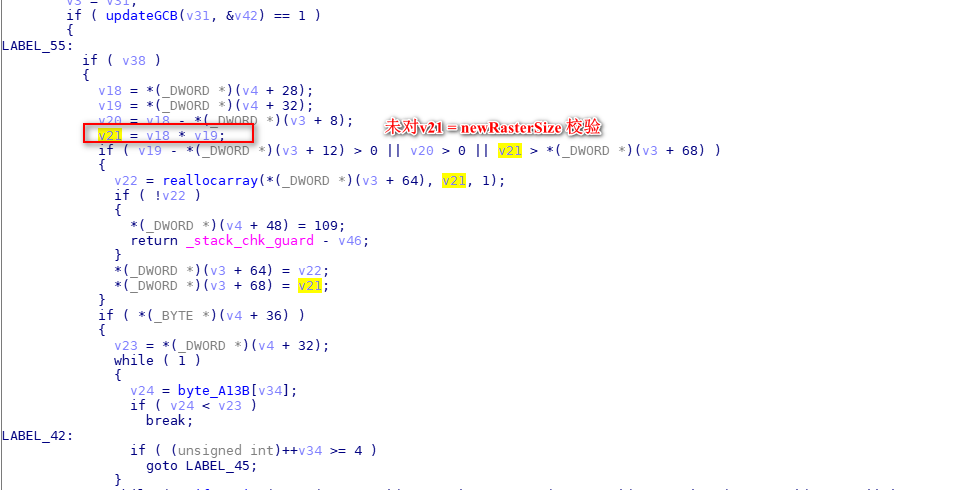 v3 = v31;
if ( updateGCB(v31, &v42) == 1 )
{
LABEL_55:
if ( v38 )
{
v18 = *(_DWORD *)(v4 + 28);
v19 = *(_DWORD *)(v4 + 32);
v20 = v18 - *(_DWORD *)(v3 + 8);
v21 = v18 * v19;
未对v21 = newRasterSize 校验
if ( v19 - *(_DWORD *)(v3 + 12) > 0 || v20 > 0 || v21 > *(_DWORD *)(v3 + 68) )
{
v22 = reallocarray(*(_DWORD *)(v3 + 64), v21, 1);
if ( !v22 )
{
*(_DWORD *)(v4 + 48) = 109;
return _stack_chk_guard - v46;
}
*(_DWORD *)(v3 + 64) = v22;
*(_DWORD *)(v3 + 68) = v21;
}
if ( *(_BYTE *)(v4 + 36) )
{
v23 = *(_DWORD *)(v4 + 32);
while ( 1 )
{
v24 = byte_A13B[v34];
if ( v24 < v23 )
break;
LABEL_42:
if ( (unsigned int)++v34 >= 4 )
goto LABEL_45;
}